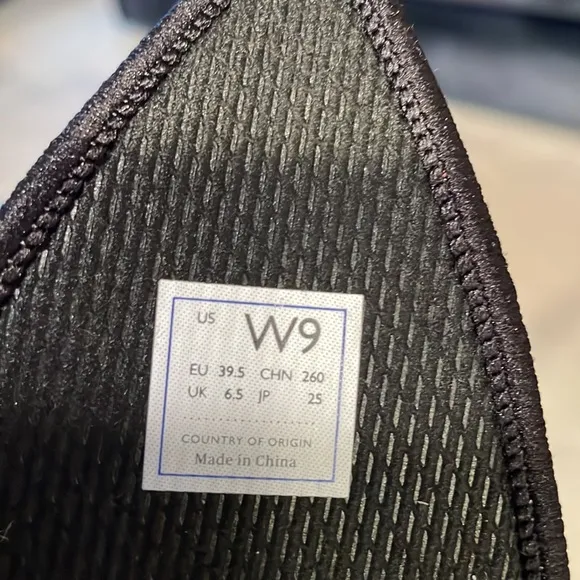 US W9
EU 39.5 CHN 260
UK 6.5 JP 25
COUNTRY OF ORIGIN
Made in China